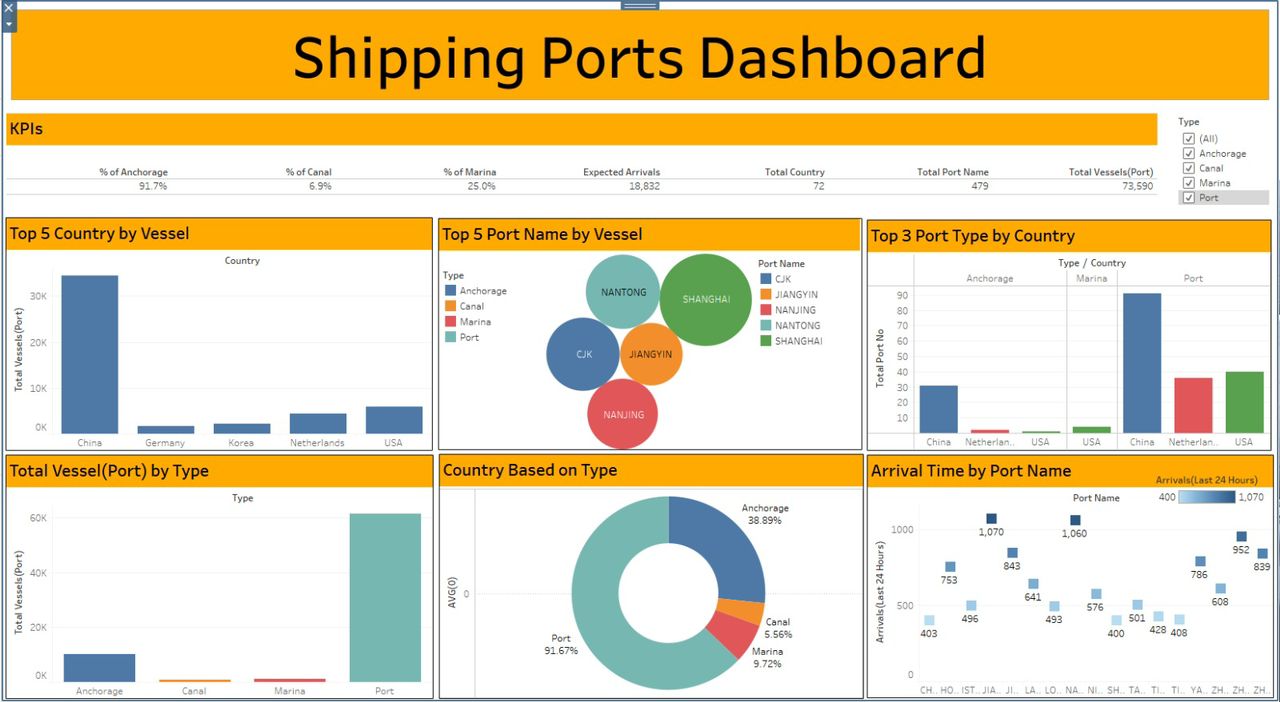 Shipping Ports Dashboard
KPIs
% of Anchorage % of Canal % of Marina Expected Arrivals Total Country Total Port Name Total Vessels(Port)
91.7% 6.9% 25.0% 18,832 72 479 73,590
Type
(All)
Anchorage
Canal
Marina
Port
Top 5 Country by Vessel
Country
Total Vessels(Port)
30K
20K
10K
0K
China Germany Korea Netherlands USA
Top 5 Port Name by Vessel
Type
Anchorage
Canal
Marina
Port
NANTONG
SHANGHAI
CJK
JIANGYIN
NANJING
Port Name
CJK
JIANGYIN
NANJING
NANTONG
SHANGHAI
Top 3 Port Type by Country
Type / Country
Anchorage Marina Port
Total Port No
90
80
70
60
50
40
30
20
10
China Netherlan.. USA USA China Netherlan.. USA
Total Vessel(Port) by Type
Type
Total Vessels(Port)
60K
40K
20K
0K
Anchorage Canal Marina Port
Country Based on Type
AVG(0)
0
Anchorage
38.89%
Canal
5.56%
Marina
9.72%
Port
91.67%
Arrival Time by Port Name
Arrivals(Last 24 Hours)
400 1,070
Port Name
Arrivals(Last 24 Hours)
1000
500
0
403
753
496
1,070
843
641
493
1,060
576
400
501
428
408
786
608
952
839
CH.. HO.. IST.. JIA.. JI.. LA.. LO.. NA.. NI.. SH.. TA.. TI.. TI.. YA.. ZH.. ZH.. ZH..